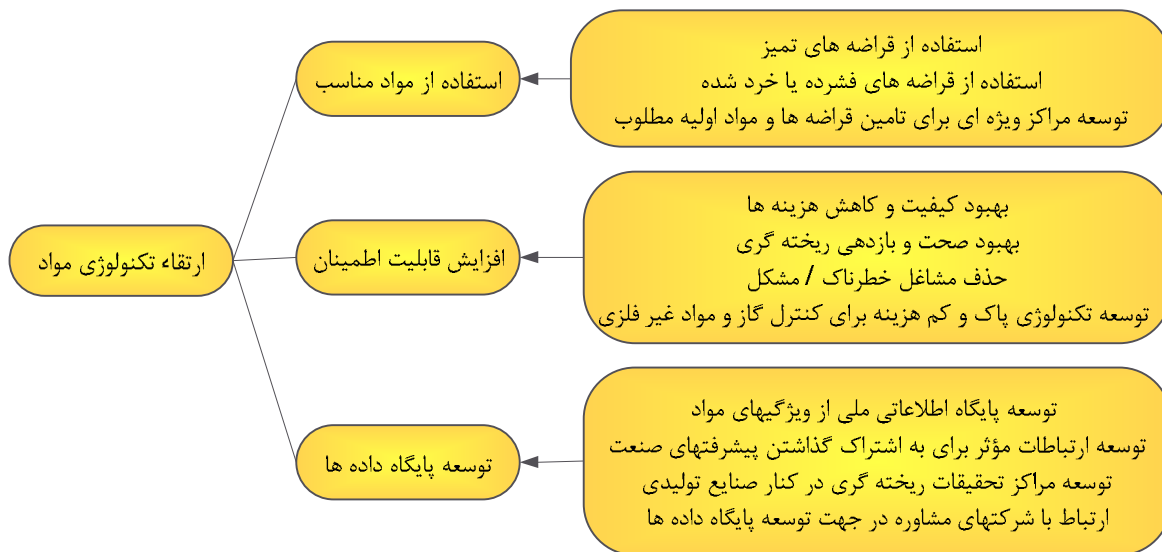 ارتقاء تکنولوژی مواد
استفاده از مواد مناسب
استفاده از قراضه های تمیز
استفاده از قراضه های فشرده یا خرد شده
توسعه مراکز ویژه ای برای تامین قراضه ها و مواد اولیه مطلوب
افزایش قابلیت اطمینان
بهبود کیفیت و کاهش هزینه ها
بهبود صحت و بازدهی ریخته گری
حذف مشاغل خطرناک / مشکل
توسعه تکنولوژی پاک و کم هزینه برای کنترل گاز و مواد غیر فلزی
توسعه پایگاه داده ها
توسعه پایگاه اطلاعاتی ملی از ویژگیهای مواد
توسعه ارتباطات مؤثر برای به اشتراک گذاشتن پیشرفتهای صنعت
توسعه مراکز تحقیقات ریخته گری در کنار صنایع تولیدی
ارتباط با شرکتهای مشاوره در جهت توسعه پایگاه داده ها